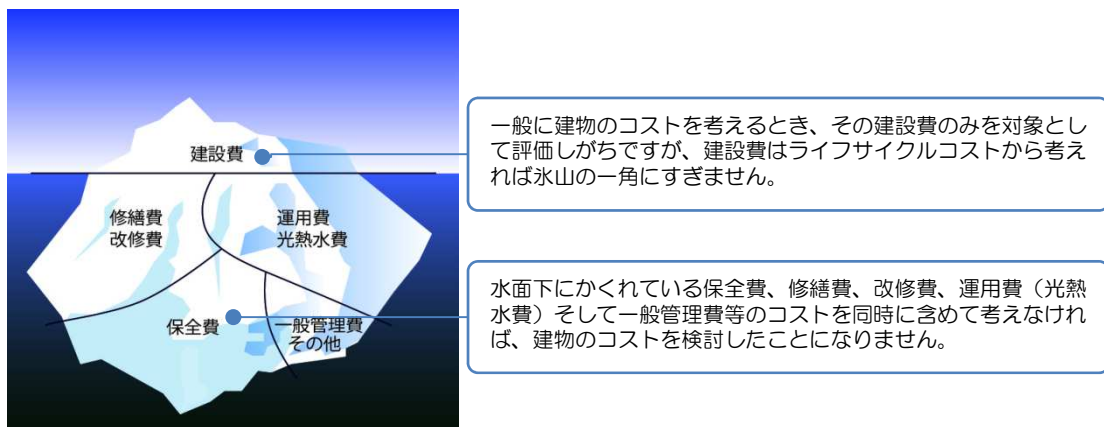 建設費
修繕費
改修費
運用費
光熱水費
保全費
一般管理費
その他
一般に建物のコストを考えるとき、その建設費のみを対象とし
て評価しがちですが、建設費はライフサイクルコストから考え
れば氷山の一角にすぎません。
水面下にかくれている保全費、修繕費、改修費、運用費（光熱
水費）そして一般管理費等のコストを同時に含めて考えなけれ
ば、建物のコストを検討したことになりません。